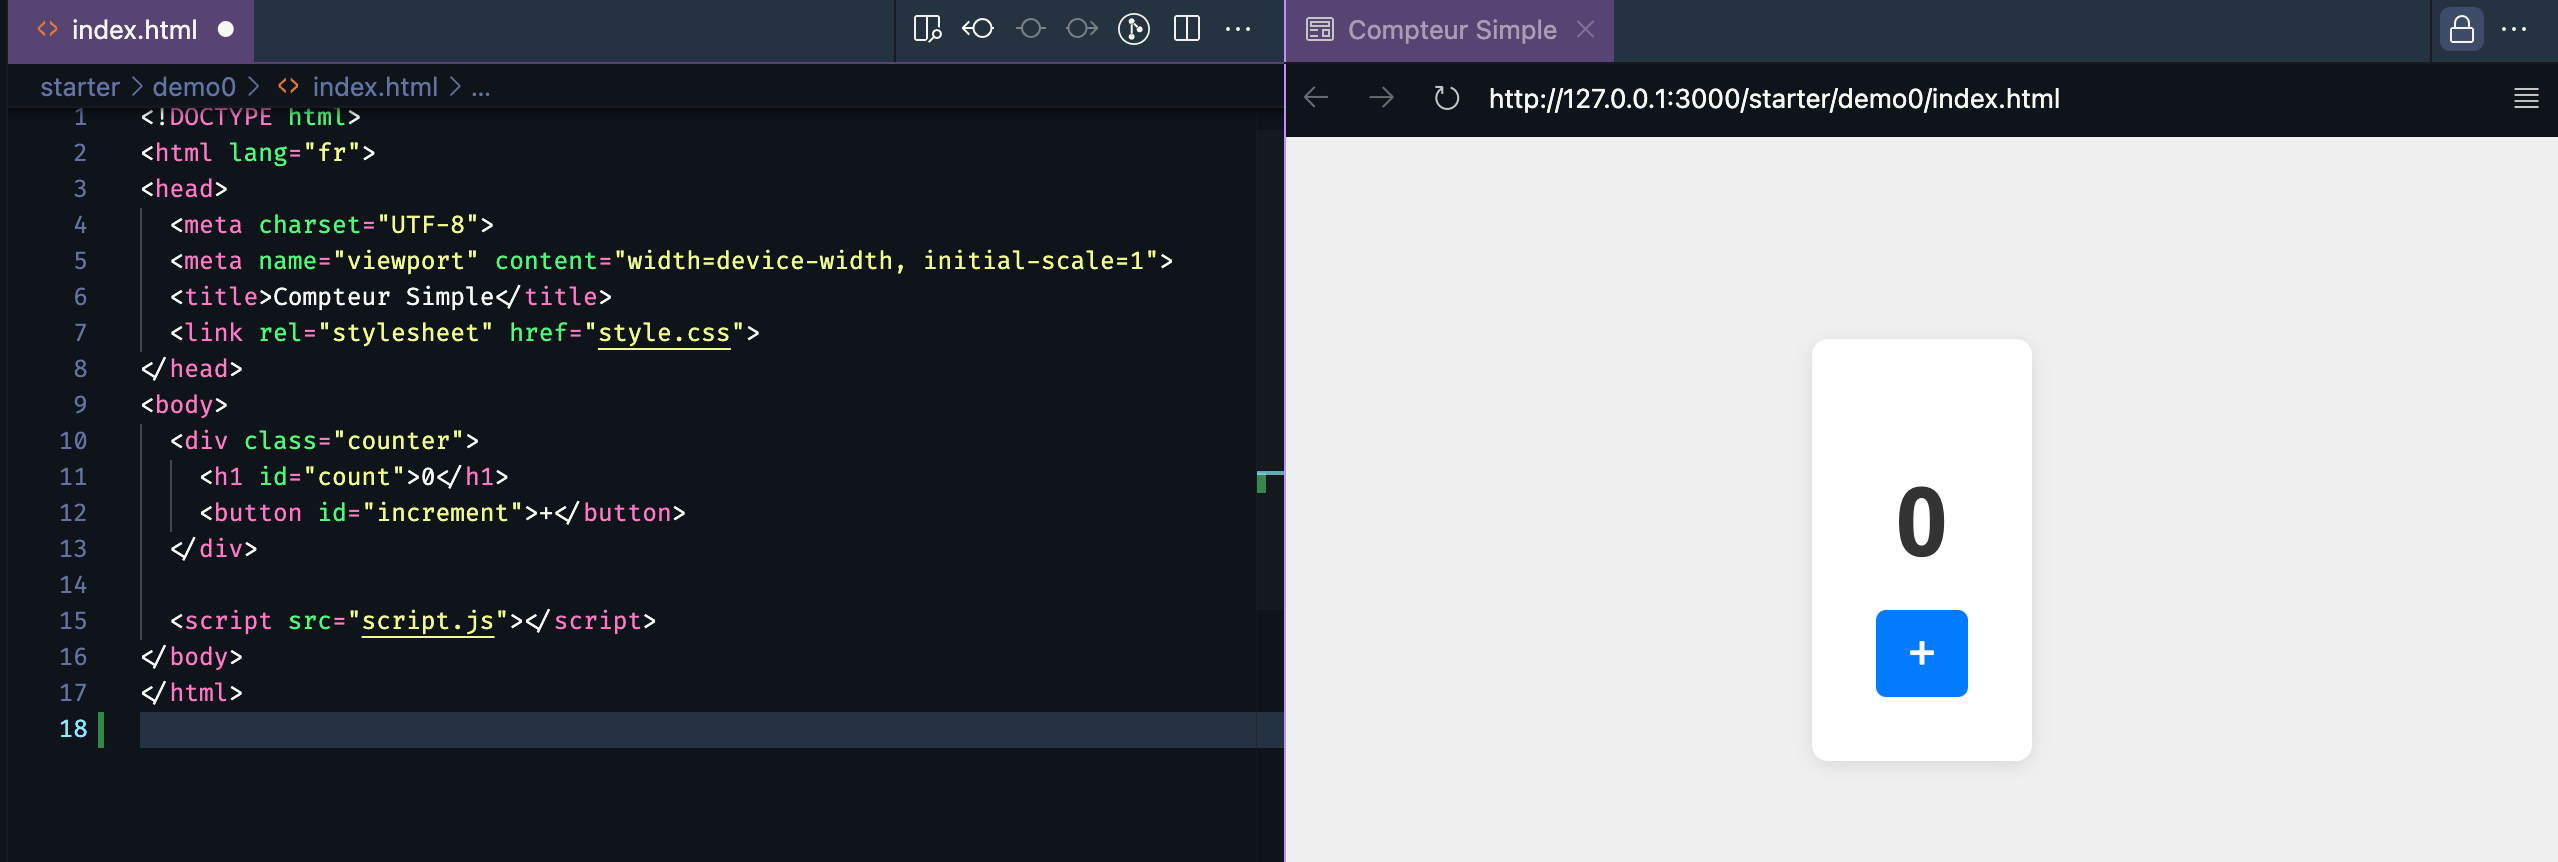 index.html
starter > demo0 > index.html > ...
1 <!DOCTYPE html>
2 <html lang="fr">
3 <head>
4 <meta charset="UTF-8">
5 <meta name="viewport" content="width=device-width, initial-scale=1">
6 <title>Compteur Simple</title>
7 <link rel="stylesheet" href="style.css">
8 </head>
9 <body>
10 <div class="counter">
11 <h1 id="count">0</h1>
12 <button id="increment">+</button>
13 </div>
14
15 <script src="script.js"></script>
16 </body>
17 </html>
18
Compteur Simple
http://127.0.0.1:3000/starter/demo0/index.html
0
+